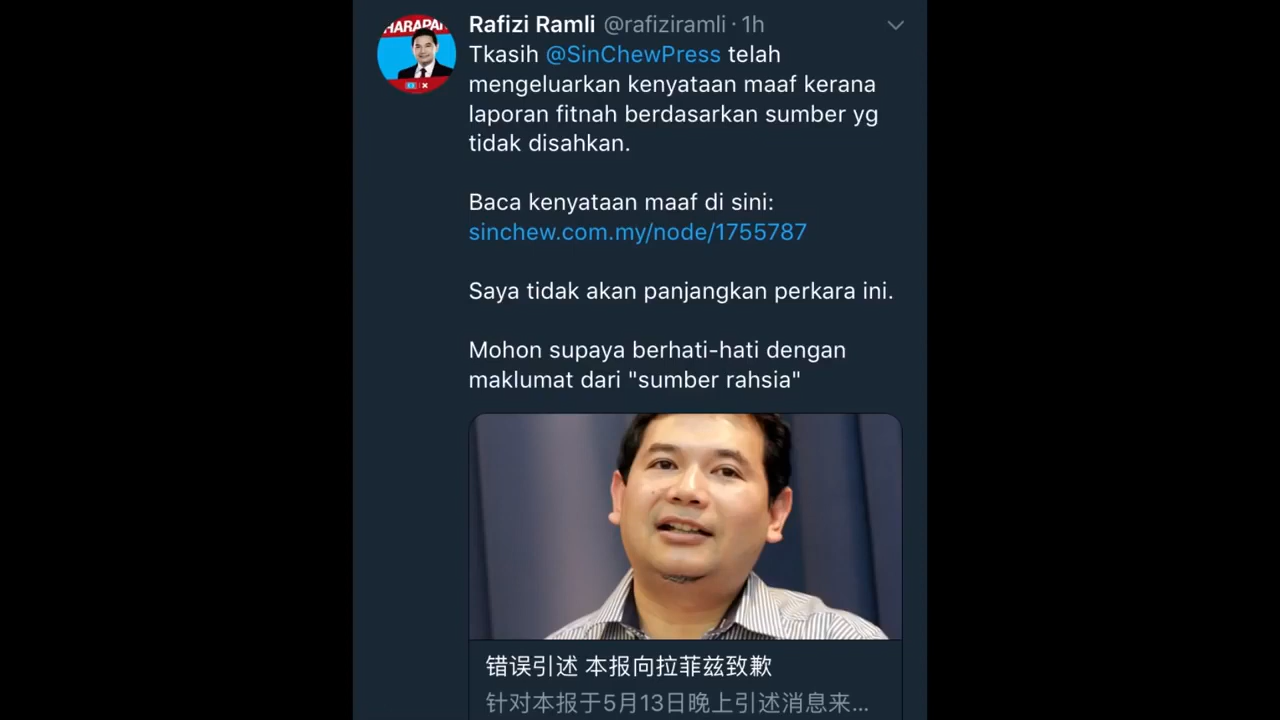 HARAPAN
Rafizi Ramli @rafiziramli · 1h
Tkasih @SinChewPress telah
mengeluarkan kenyataan maaf kerana
laporan fitnah berdasarkan sumber yg
tidak disahkan.
Baca kenyataan maaf di sini:
sinchew.com.my/node/1755787
Saya tidak akan panjangkan perkara ini.
Mohon supaya berhati-hati dengan
maklumat dari "sumber rahsia"
错误引述 本报向拉菲兹致歉
针对本报于5月13日晚上引述消息来...